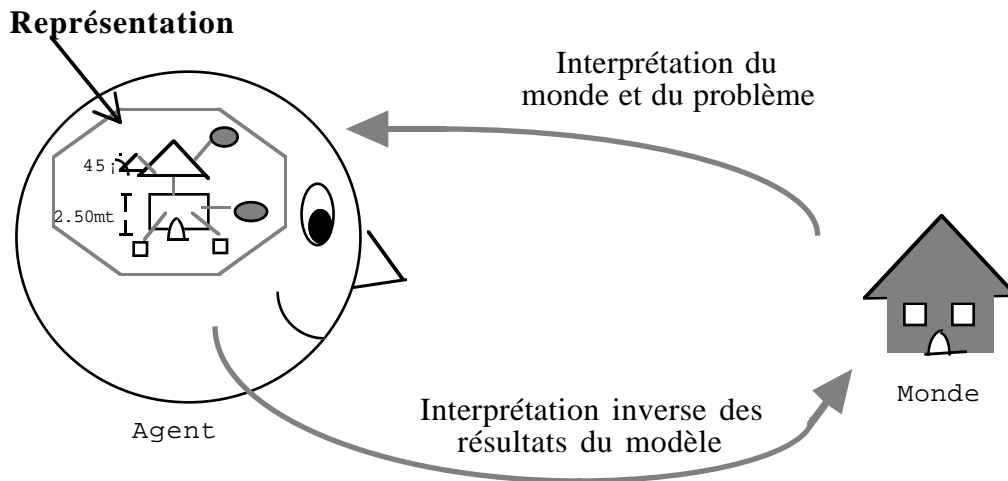 Représentation
Interprétation du
monde et du problème
45¡
2.50mt
Agent
Interprétation inverse des
résultats du modèle
Monde